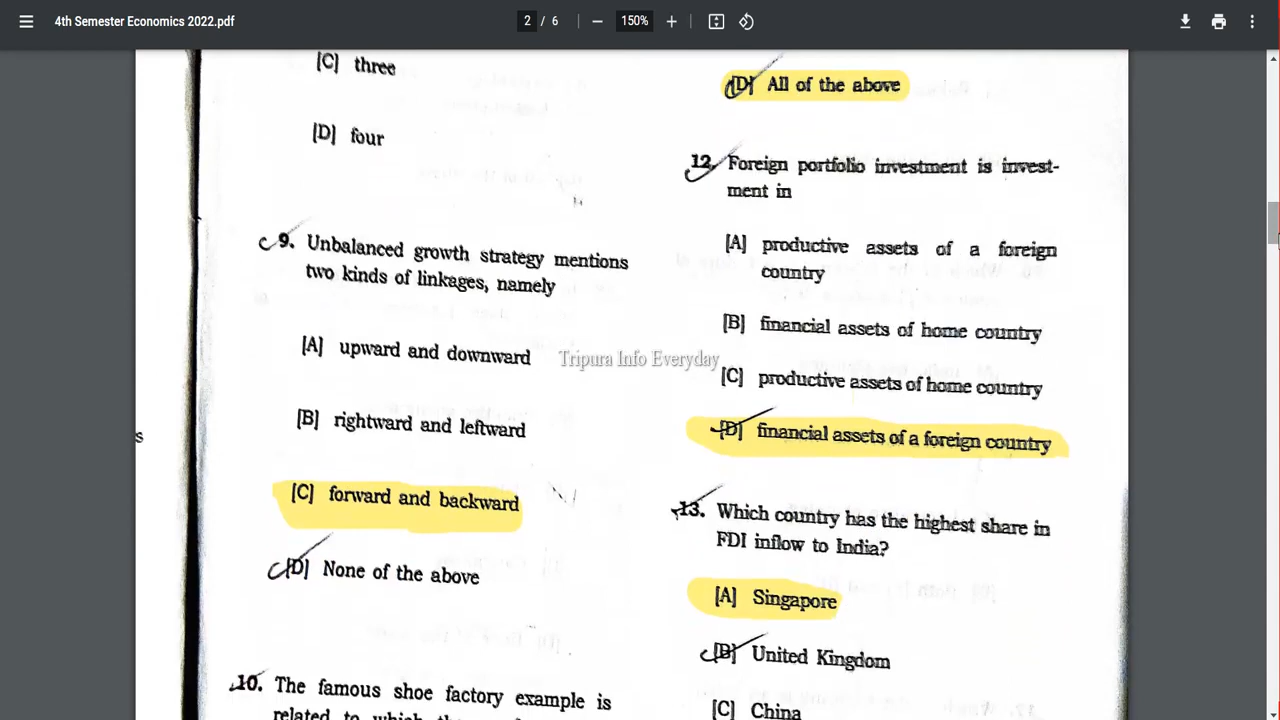 4th Semester Economics 2022.pdf
2 / 6
150%
[C] three
[D] four
9. Unbalanced growth strategy mentions
two kinds of linkages, namely
[A] upward and downward
[B] rightward and leftward
[C] forward and backward
[D] None of the above
10. The famous shoe factory example is
related to which
[D] All of the above
12. Foreign portfolio investment is invest-
ment in
[A] productive assets of a foreign
country
[B] financial assets of home country
[C] productive assets of home country
[D] financial assets of a foreign country
13. Which country has the highest share in
FDI inflow to India?
[A] Singapore
[B] United Kingdom
[C] China
Tripura Info Everyday
s